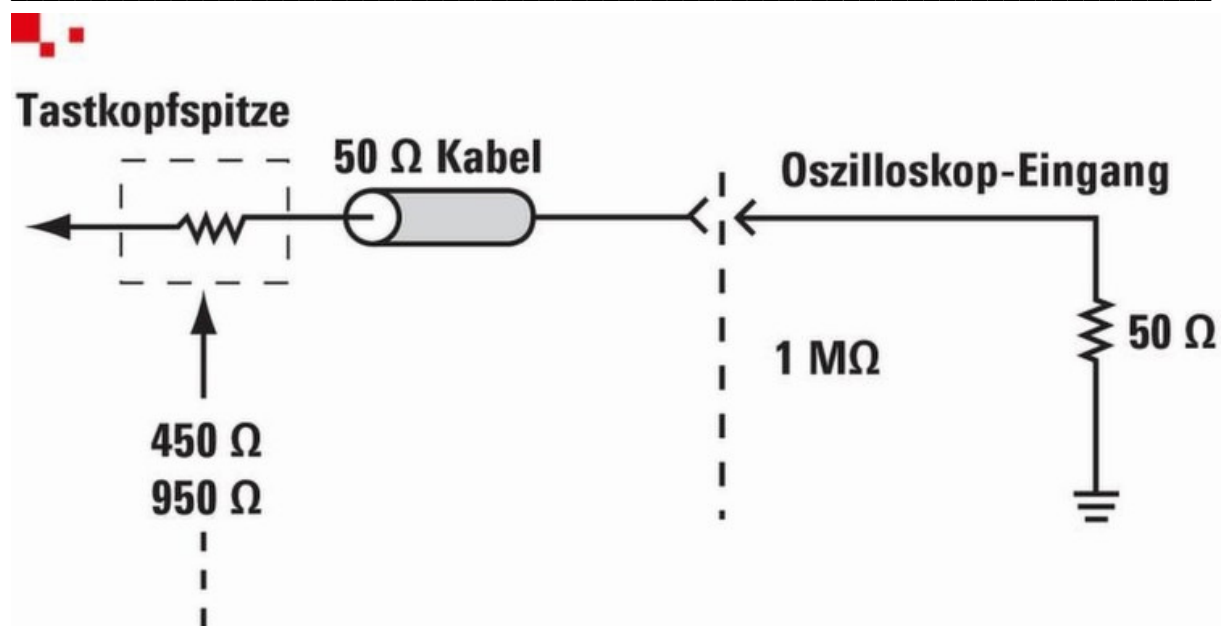 Tastkopfspitze
50 Ω Kabel
Oszilloskop-Eingang
50 Ω
1 MΩ
450 Ω
950 Ω